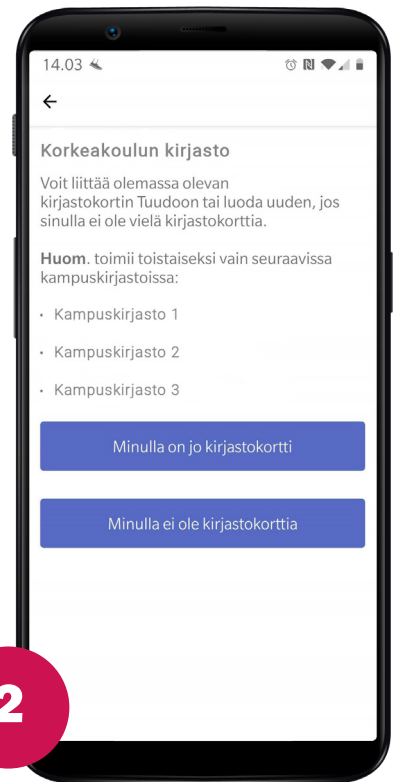 14.03
Korkeakoulun kirjasto
Voit liittää olemassa olevan
kirjastokortin Tuudoon tai luoda uuden, jos
sinulla ei ole vielä kirjastokorttia.
Huom. toimii toistaiseksi vain seuraavissa
kampuskirjastoissa:
· Kampuskirjasto 1
· Kampuskirjasto 2
· Kampuskirjasto 3
Minulla on jo kirjastokortti
Minulla ei ole kirjastokorttia
2